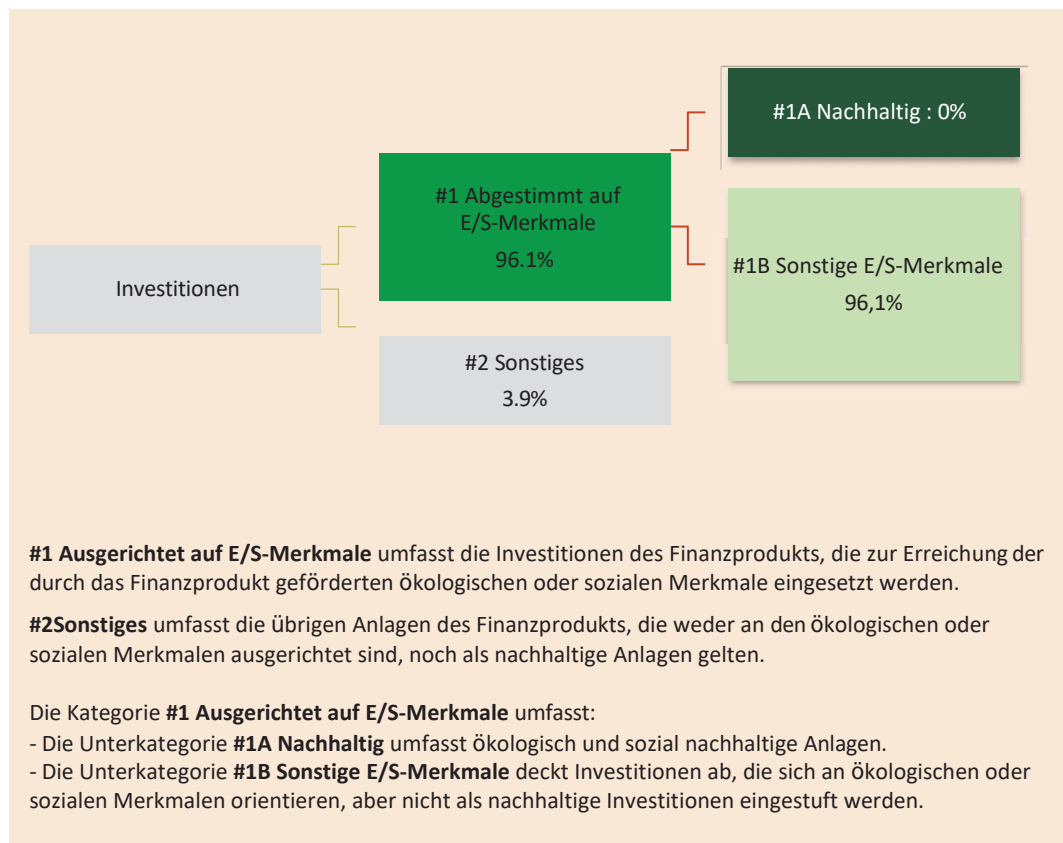 Investitionen
#1 Abgestimmt auf
E/S-Merkmale
96.1%
#2 Sonstiges
3.9%
#1A Nachhaltig : 0%
#1B Sonstige E/S-Merkmale
96,1%
#1 Ausgerichtet auf E/S-Merkmale umfasst die Investitionen des Finanzprodukts, die zur Erreichung der
durch das Finanzprodukt geförderten ökologischen oder sozialen Merkmale eingesetzt werden.
#2Sonstiges umfasst die übrigen Anlagen des Finanzprodukts, die weder an den ökologischen oder
sozialen Merkmalen ausgerichtet sind, noch als nachhaltige Anlagen gelten.
Die Kategorie #1 Ausgerichtet auf E/S-Merkmale umfasst:
- Die Unterkategorie #1A Nachhaltig umfasst ökologisch und sozial nachhaltige Anlagen.
- Die Unterkategorie #1B Sonstige E/S-Merkmale deckt Investitionen ab, die sich an ökologischen oder
sozialen Merkmalen orientieren, aber nicht als nachhaltige Investitionen eingestuft werden.